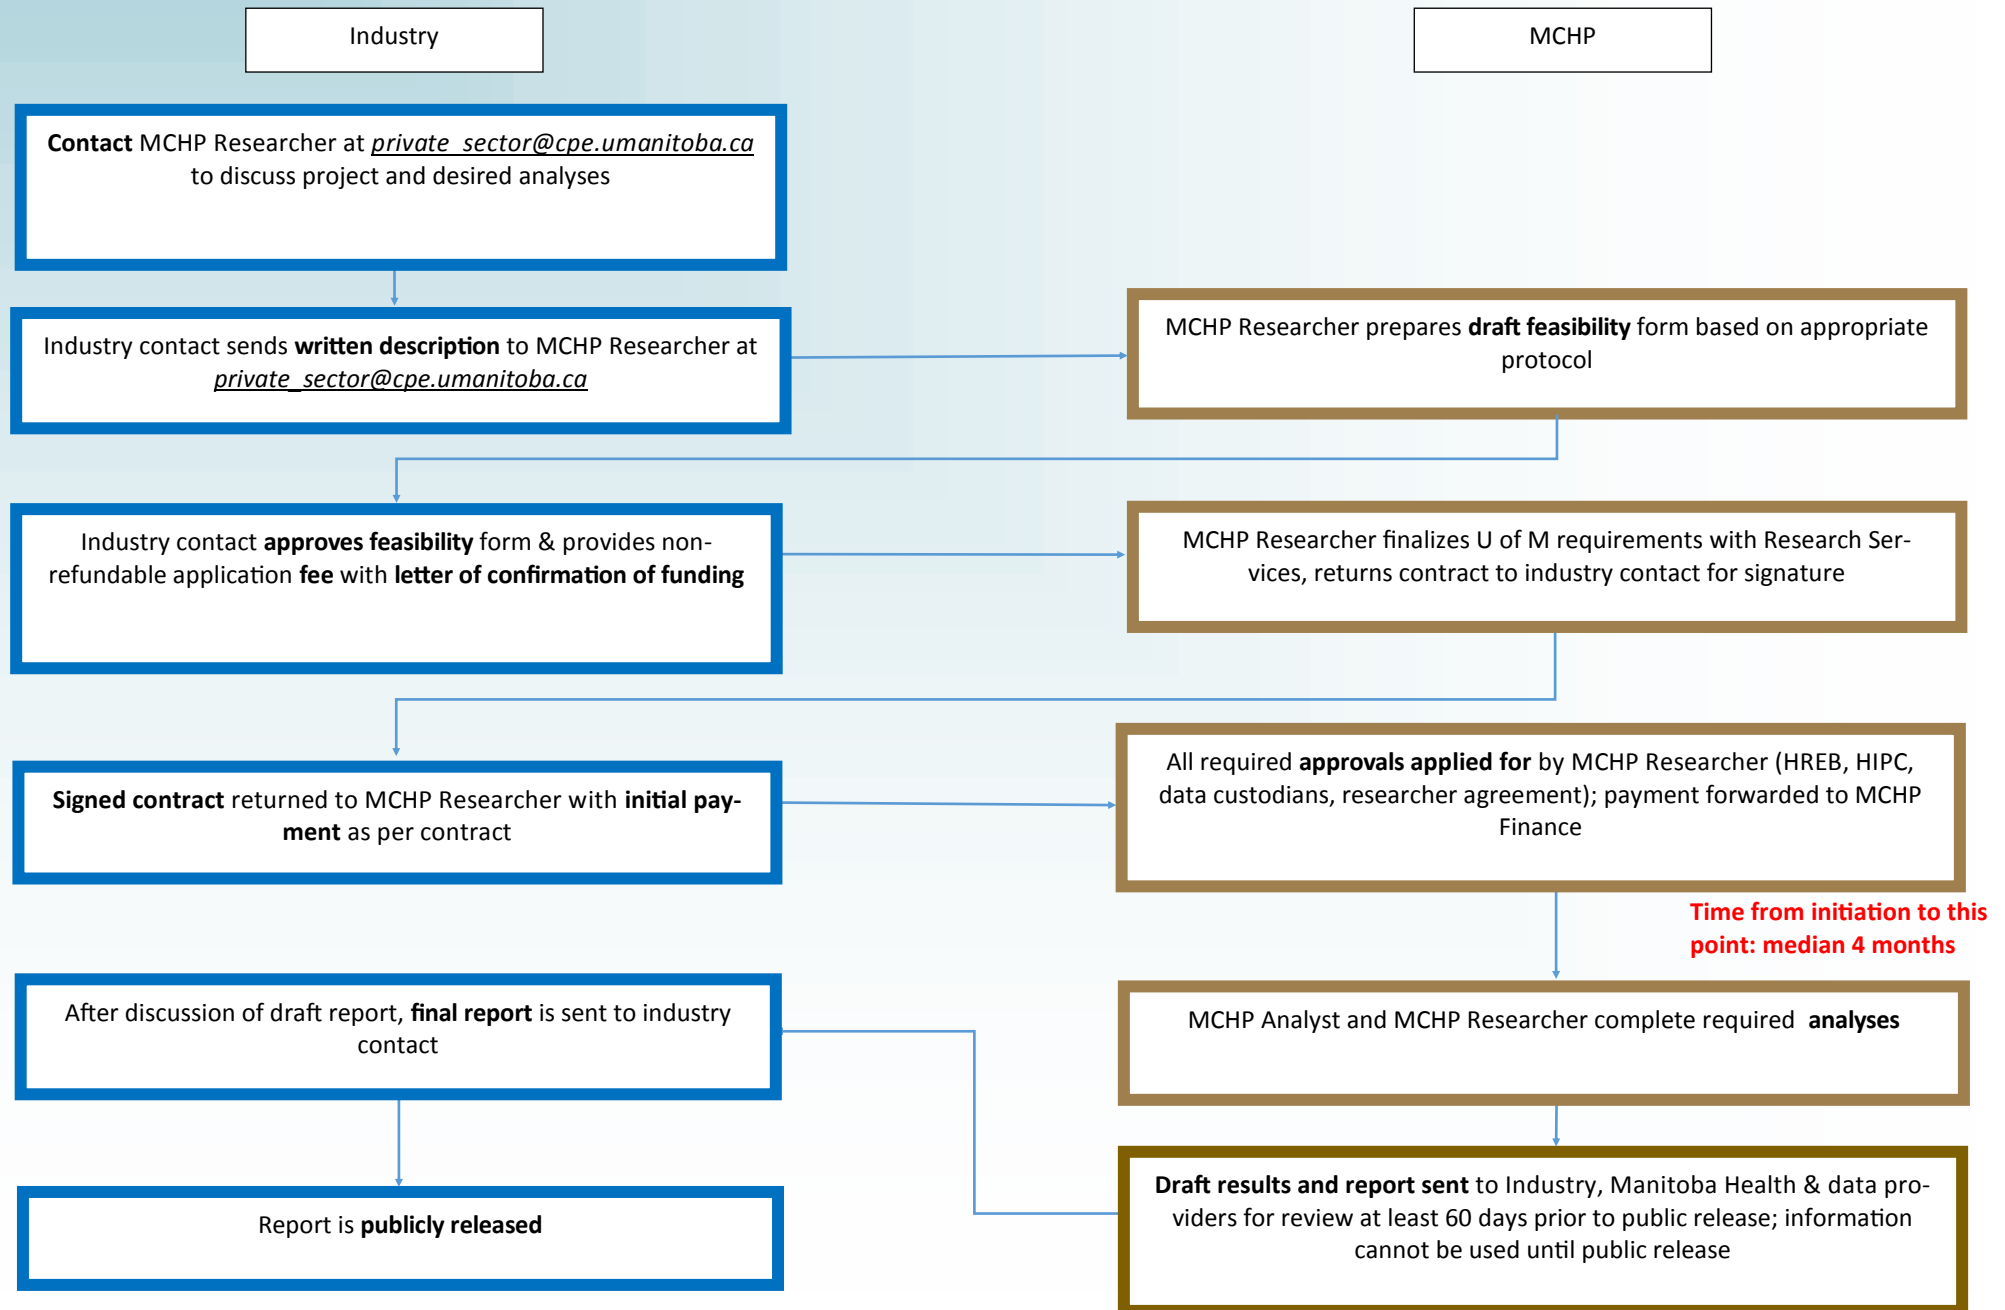 Industry
MCHP
Contact MCHP Researcher at private_sector@cpe.umanitoba.ca
to discuss project and desired analyses
Industry contact sends written description to MCHP Researcher at
private_sector@cpe.umanitoba.ca
MCHP Researcher prepares draft feasibility form based on appropriate
protocol
Industry contact approves feasibility form & provides non-
refundable application fee with letter of confirmation of funding
MCHP Researcher finalizes U of M requirements with Research Ser-
vices, returns contract to industry contact for signature
Signed contract returned to MCHP Researcher with initial pay-
ment as per contract
All required approvals applied for by MCHP Researcher (HREB, HIPC,
data custodians, researcher agreement); payment forwarded to MCHP
Finance
Time from initiation to this
point: median 4 months
MCHP Analyst and MCHP Researcher complete required analyses
Draft results and report sent to Industry, Manitoba Health & data pro-
viders for review at least 60 days prior to public release; information
cannot be used until public release
After discussion of draft report, final report is sent to industry
contact
Report is publicly released